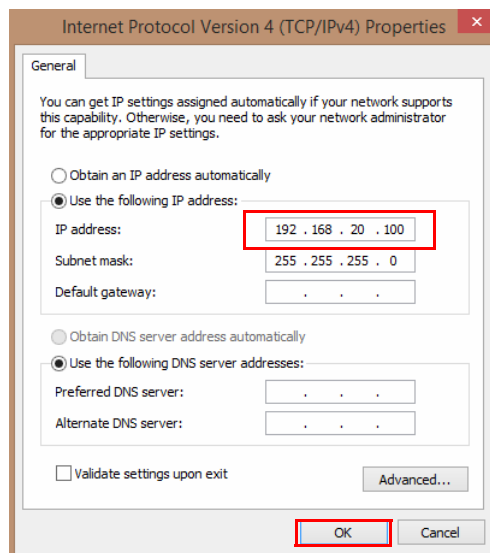 Internet Protocol Version 4 (TCP/IPv4) Properties
General
You can get IP settings assigned automatically if your network supports
this capability. Otherwise, you need to ask your network administrator
for the appropriate IP settings.
Obtain an IP address automatically
Use the following IP address:
IP address: 192 . 168 . 20 . 100
Subnet mask: 255 . 255 . 255 . 0
Default gateway: . . .
Obtain DNS server address automatically
Use the following DNS server addresses:
Preferred DNS server: . . .
Alternate DNS server: . . .
Validate settings upon exit
Advanced...
OK Cancel